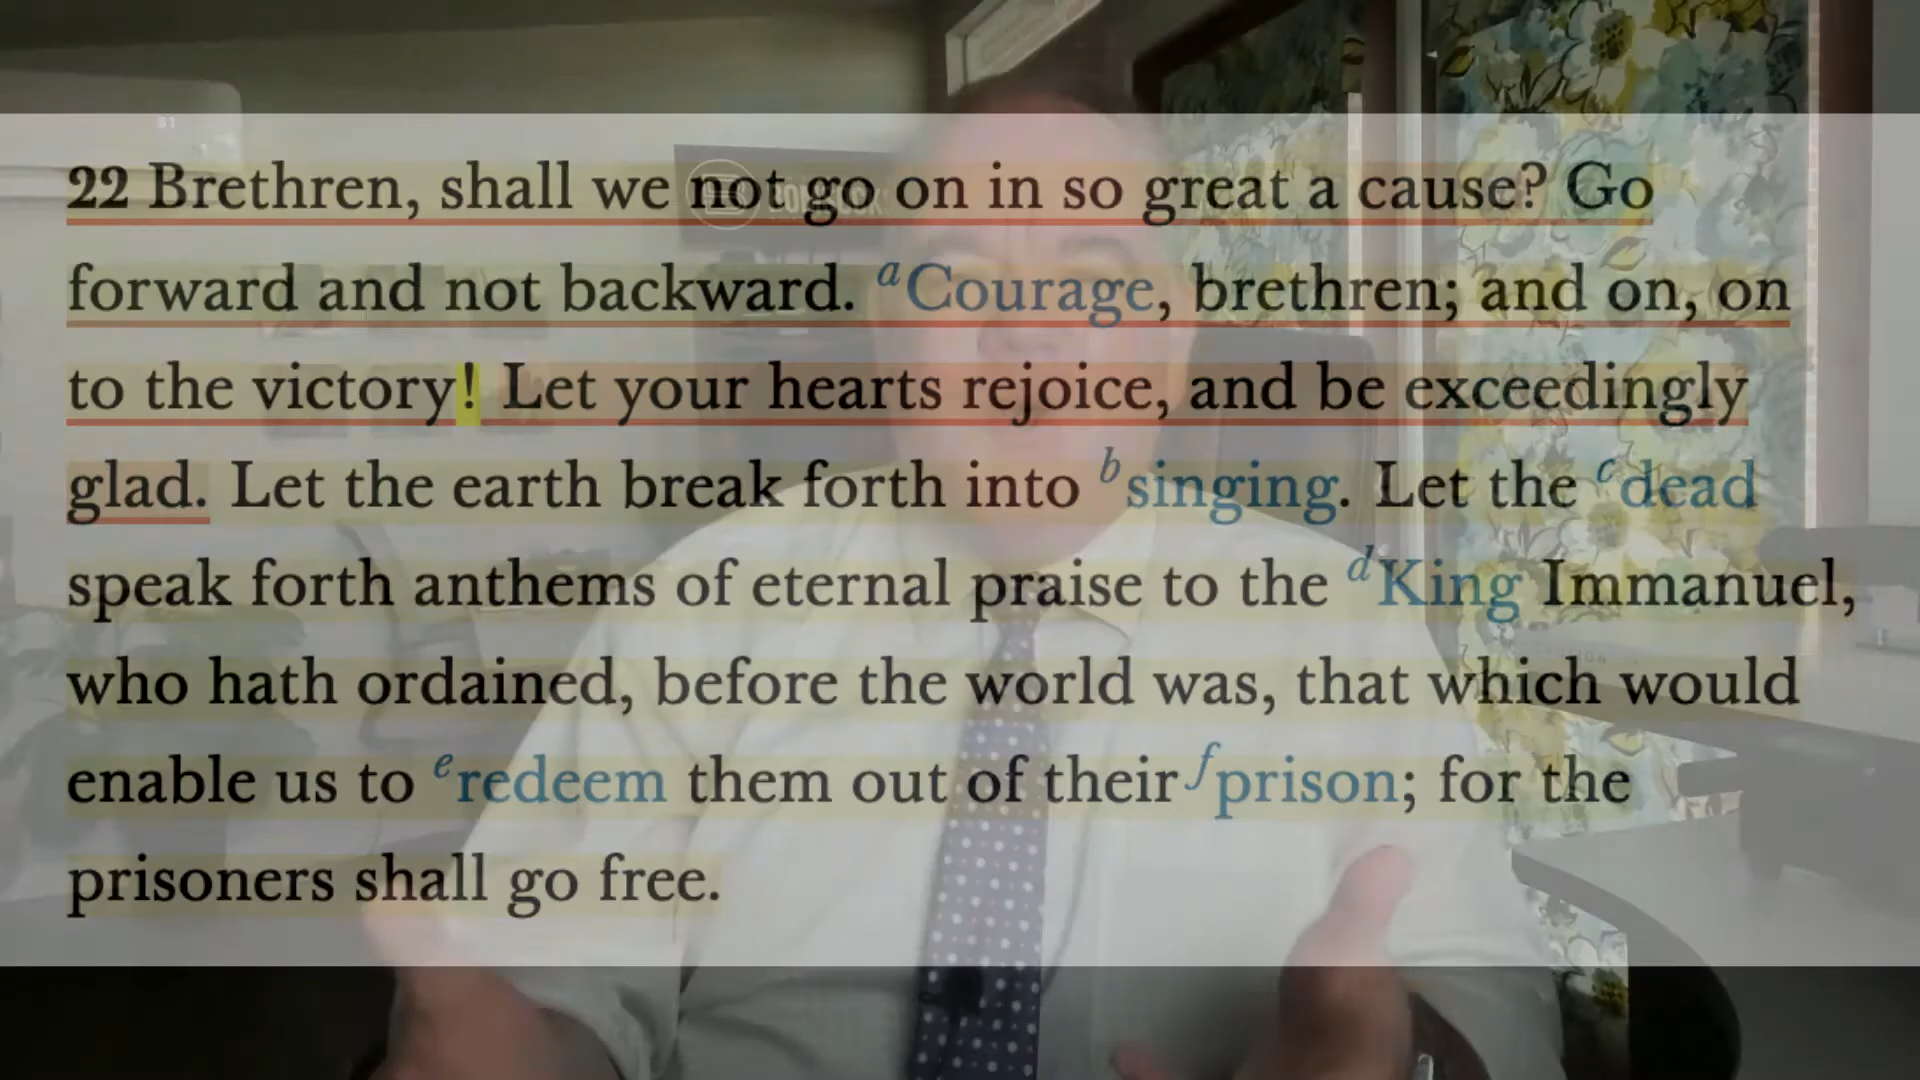 22 Brethren, shall we not go on in so great a cause? Go
forward and not backward. aCourage, brethren; and on, on
to the victory! Let your hearts rejoice, and be exceedingly
glad. Let the earth break forth into bsinging. Let the cdead
speak forth anthems of eternal praise to the dKing Immanuel,
who hath ordained, before the world was, that which would
enable us to eredeem them out of their fprison; for the
prisoners shall go free.